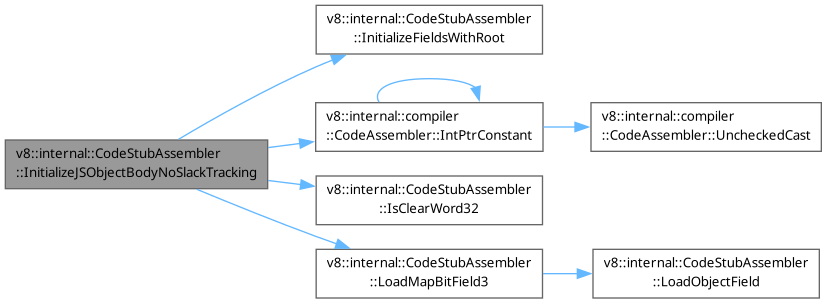 v8::internal::CodeStubAssembler
::InitializeJSObjectBodyNoSlackTracking
v8::internal::CodeStubAssembler
::InitializeFieldsWithRoot
v8::internal::compiler
::CodeAssembler::IntPtrConstant
v8::internal::compiler
::CodeAssembler::UncheckedCast
v8::internal::CodeStubAssembler
::IsClearWord32
v8::internal::CodeStubAssembler
::LoadMapBitField3
v8::internal::CodeStubAssembler
::LoadObjectField